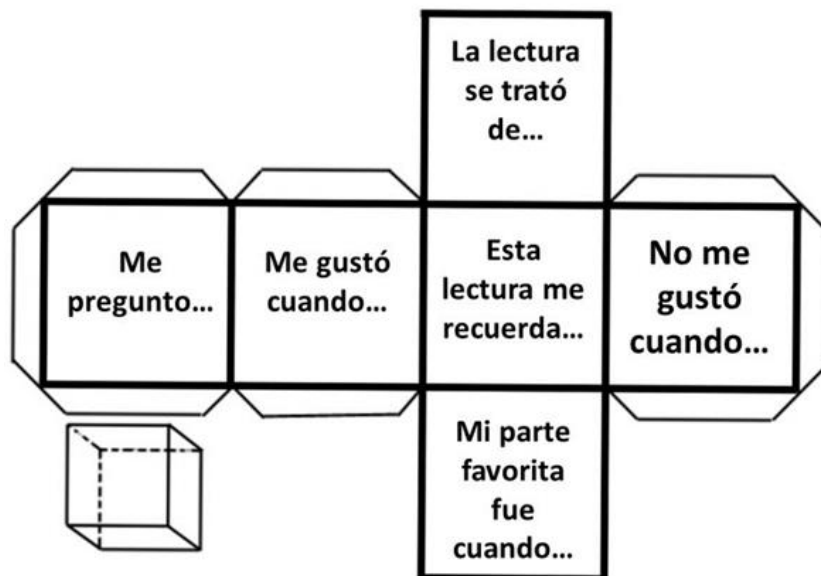 La lectura
se trató
de...
Me
pregunto...
Me gustó
cuando...
Esta
lectura me
recuerda...
No me
gustó
cuando...
Mi parte
favorita
fue
cuando...